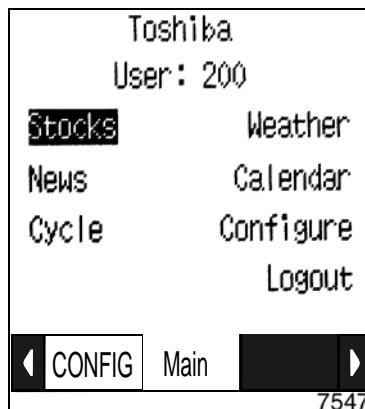 Toshiba
User: 200
Stocks Weather
News Calendar
Cycle Configure
Logout
CONFIG Main
7547